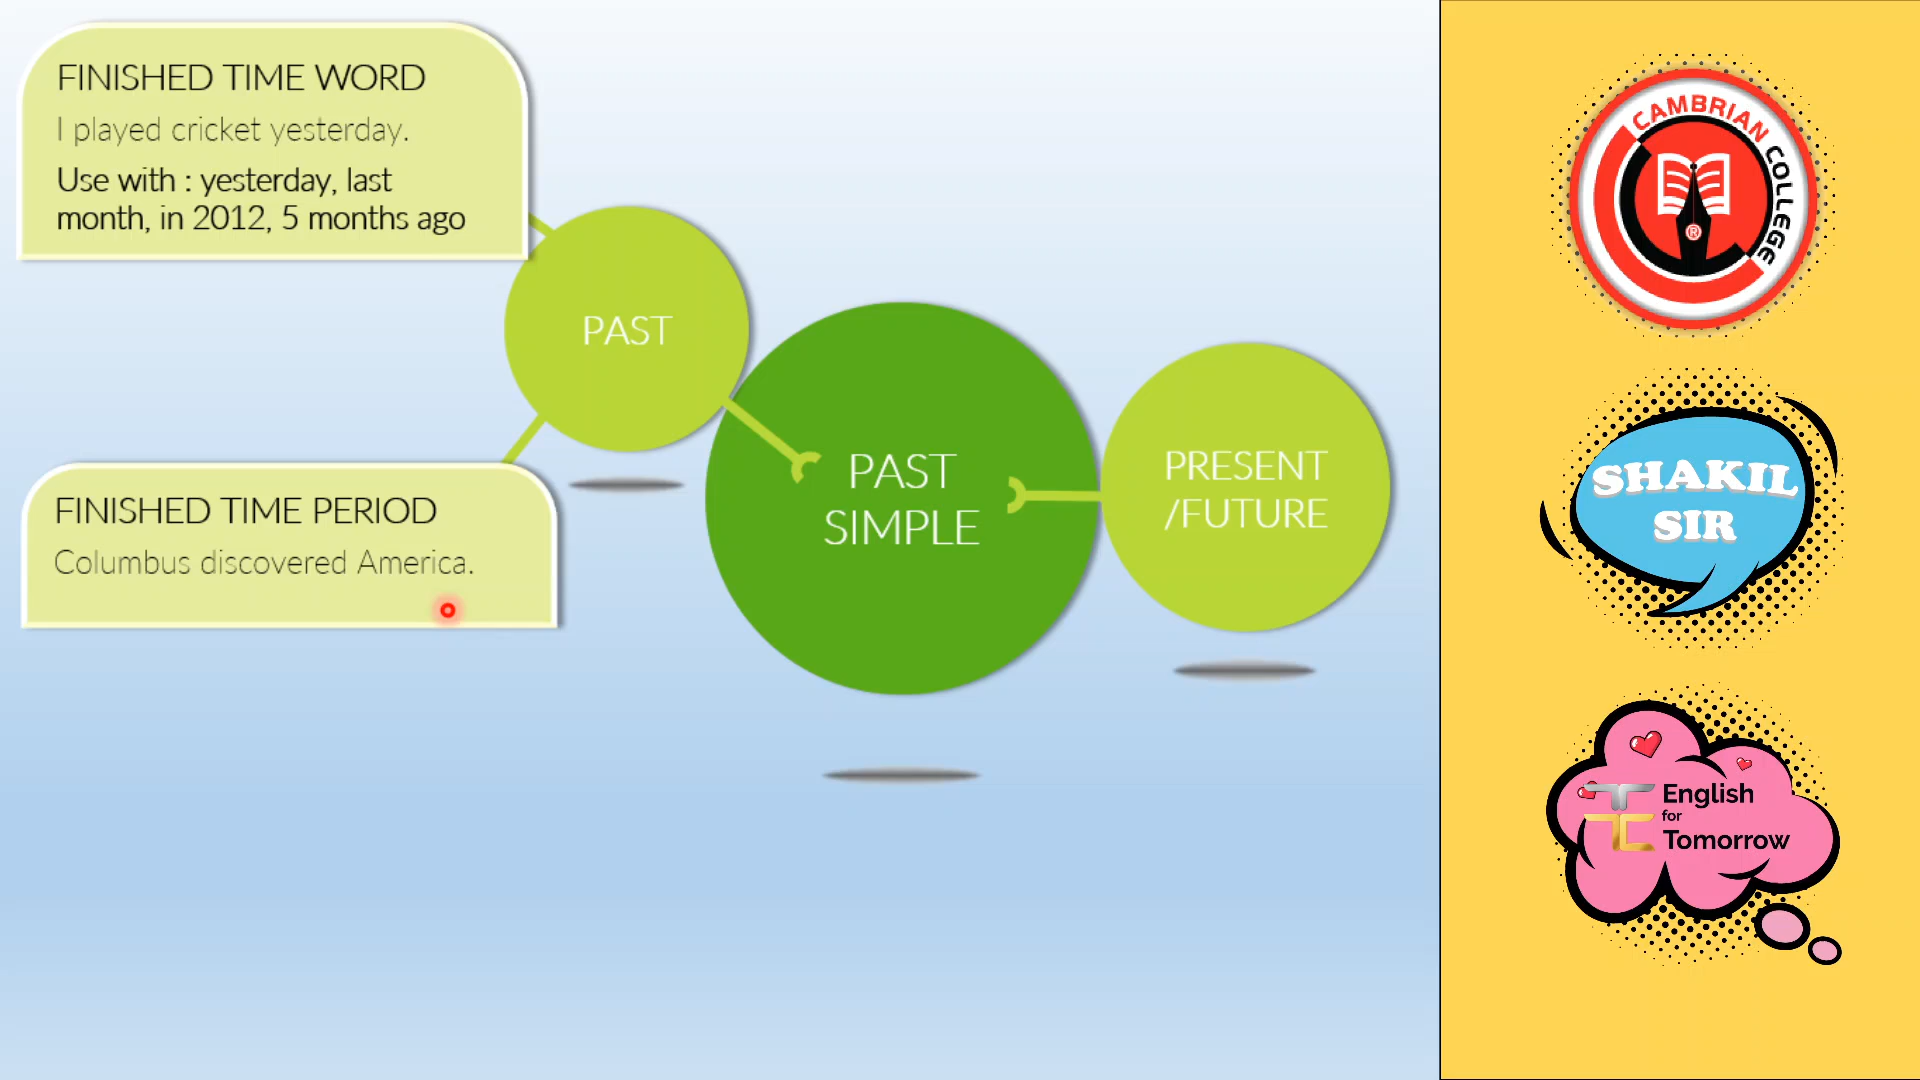 FINISHED TIME WORD
I played cricket yesterday.
Use with : yesterday, last
month, in 2012, 5 months ago
PAST
FINISHED TIME PERIOD
Columbus discovered America.
PAST
SIMPLE
PRESENT
/FUTURE
CAMBRIAN COLLEGE
®
SHAKIL
SIR
English
for
Tomorrow